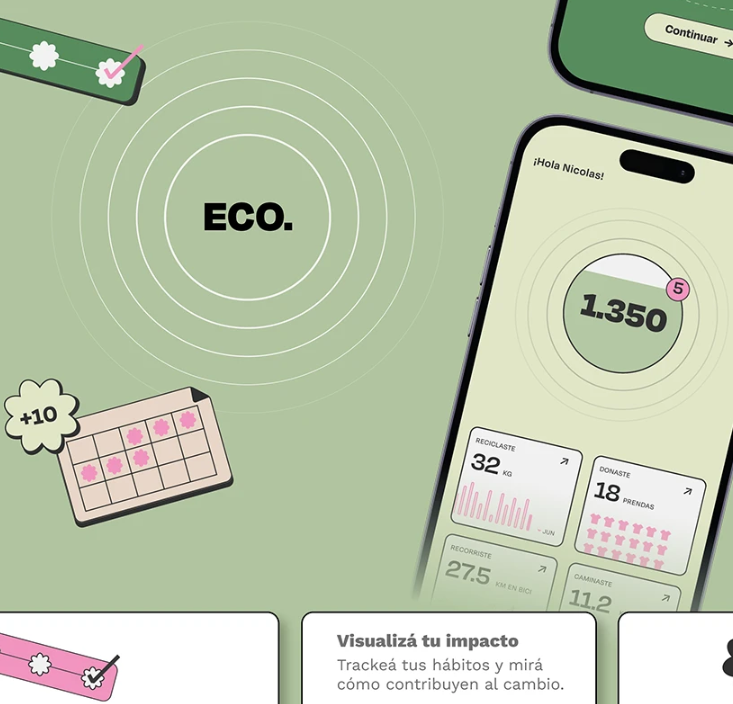 Continuar →
¡Hola Nicolas!
ECO.
5
1.350
+10
RECICLASTE
32 KG
- JUN
DONASTE
18 PRENDAS
RECORRISTE
27.5 KM EN BICI
CAMINASTE
11.2
Visualizá tu impacto
Trackeá tus hábitos y mirá
cómo contribuyen al cambio.